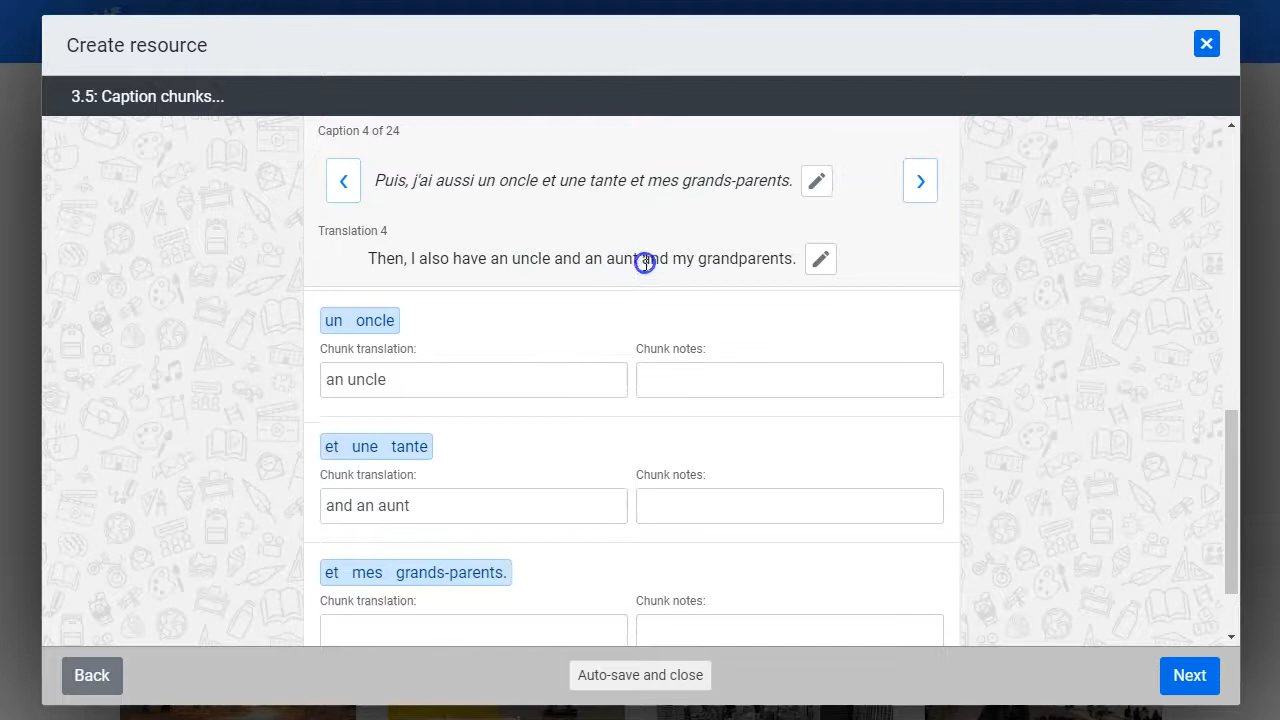 Create resource
3.5: Caption chunks...
Caption 4 of 24
Puis, j'ai aussi un oncle et une tante et mes grands-parents.
Translation 4
Then, I also have an uncle and an aunt and my grandparents.
un oncle
Chunk translation: Chunk notes:
an uncle
et une tante
Chunk translation: Chunk notes:
and an aunt
et mes grands-parents.
Chunk translation: Chunk notes:
Back Auto-save and close Next